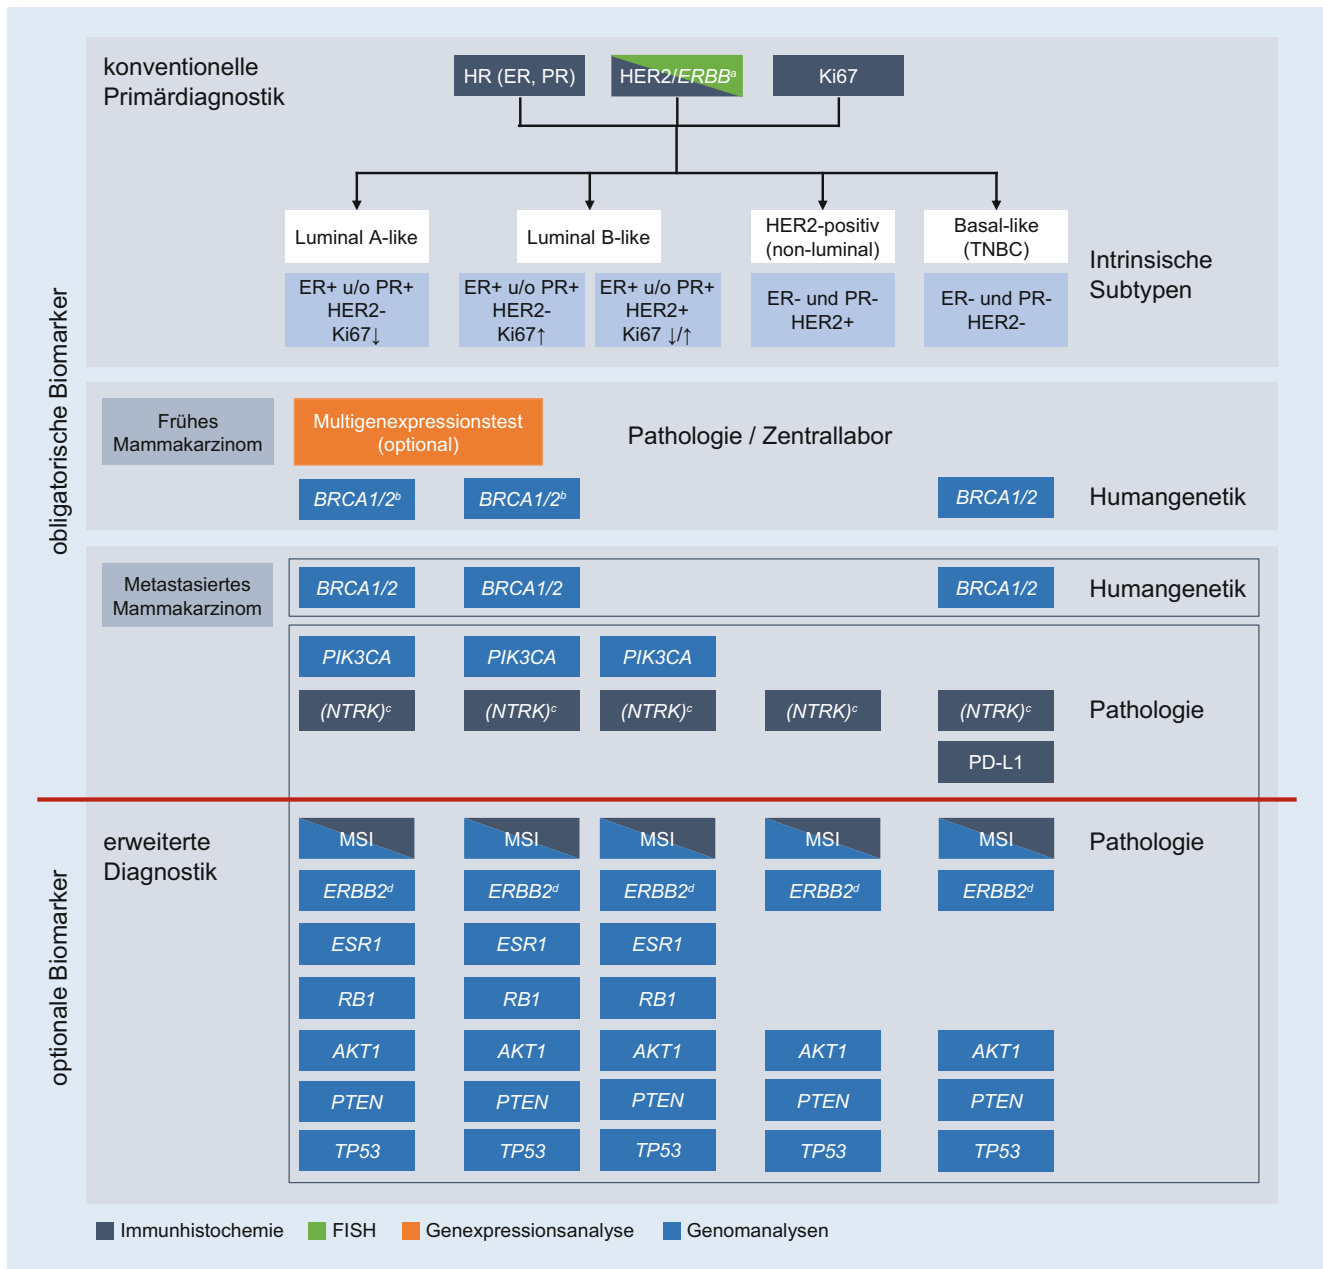 konventionelle
Primärdiagnostik
HR (ER, PR)
HER2/ERBBᵃ
Ki67
Luminal A-like
Luminal B-like
HER2-positiv
(non-luminal)
Basal-like
(TNBC)
ER+ u/o PR+
HER2-
Ki67↓
ER+ u/o PR+
HER2-
Ki67↑
ER+ u/o PR+
HER2+
Ki67 ↓/↑
ER- und PR-
HER2+
ER- und PR-
HER2-
Intrinsische
Subtypen
obligatorische Biomarker
Frühes
Mammakarzinom
Multigenexpressionstest
(optional)
Pathologie / Zentrallabor
BRCA1/2ᵇ
BRCA1/2ᵇ
BRCA1/2
Humangenetik
Metastasiertes
Mammakarzinom
BRCA1/2
BRCA1/2
BRCA1/2
Humangenetik
PIK3CA
PIK3CA
PIK3CA
(NTRK)ᶜ
(NTRK)ᶜ
(NTRK)ᶜ
(NTRK)ᶜ
(NTRK)ᶜ
Pathologie
PD-L1
optionale Biomarker
erweiterte
Diagnostik
MSI
MSI
MSI
MSI
MSI
Pathologie
ERBB2ᵈ
ERBB2ᵈ
ERBB2ᵈ
ERBB2ᵈ
ERBB2ᵈ
ESR1
ESR1
ESR1
RB1
RB1
RB1
AKT1
AKT1
AKT1
AKT1
AKT1
PTEN
PTEN
PTEN
PTEN
PTEN
TP53
TP53
TP53
TP53
TP53
Immunhistochemie
FISH
Genexpressionsanalyse
Genomanalysen